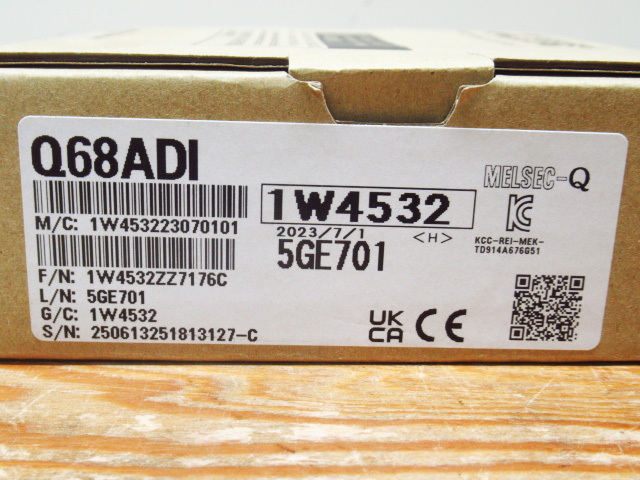 Q68ADI
MELSEC-Q
1W4532
M/C: 1W453223070101
2023/7/1
<H>
KCC-REI-MEK-
TD914A676G51
5GE701
F/N: 1W4532ZZ7176C
L/N: 5GE701
G/C: 1W4532
S/N: 250613251813127-C
UK
CA
CE